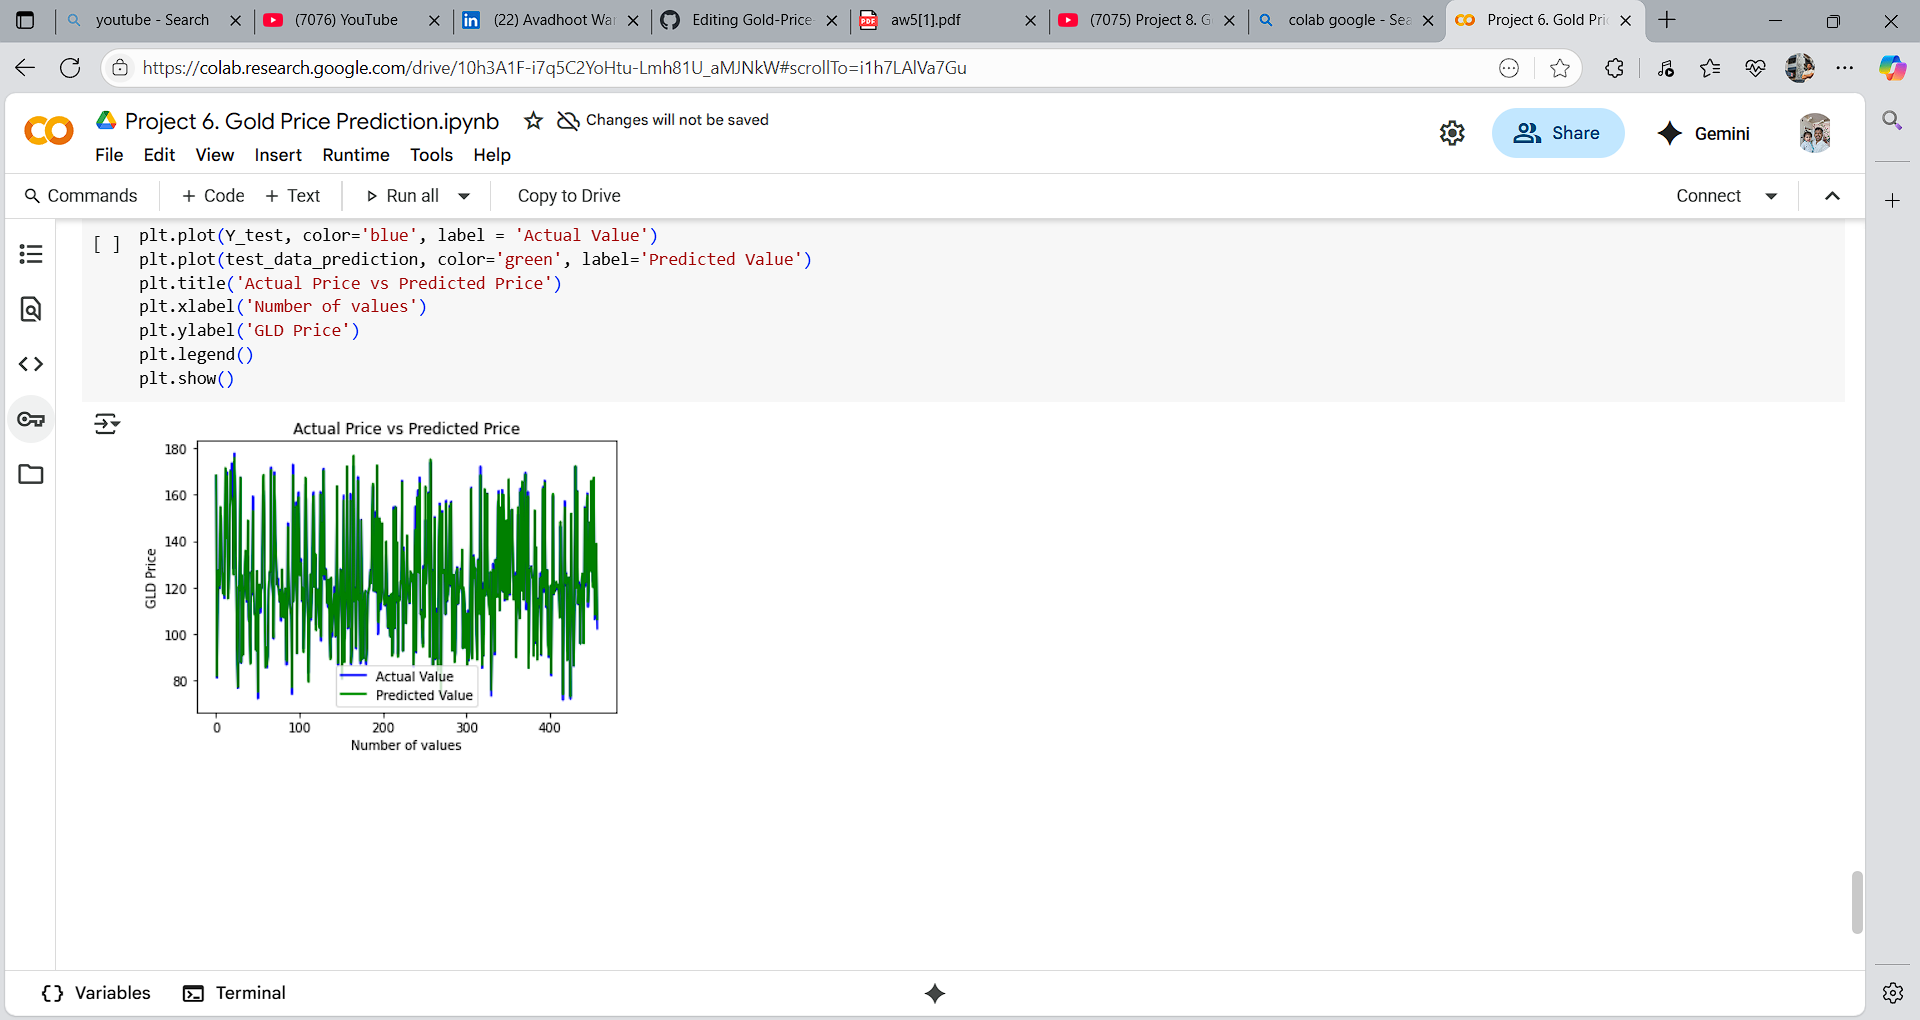 youtube - Search
(7076) YouTube
(22) Avadhoot Wa
Editing Gold-Price
PDF
aw5[1].pdf
(7075) Project 8. G
colab google - Sea
Project 6. Gold Pric
https://colab.research.google.com/drive/10h3A1F-i7q5C2YoHtu-Lmh81U_aMJNkW#scrollTo=i1h7LAlVa7Gu
Project 6. Gold Price Prediction.ipynb
Changes will not be saved
File Edit View Insert Runtime Tools Help
Share
Gemini
Commands + Code + Text Run all Copy to Drive
Connect
[ ]
plt.plot(Y_test, color='blue', label = 'Actual Value')
plt.plot(test_data_prediction, color='green', label='Predicted Value')
plt.title('Actual Price vs Predicted Price')
plt.xlabel('Number of values')
plt.ylabel('GLD Price')
plt.legend()
plt.show()
Actual Price vs Predicted Price
180
160
140
120
100
80
GLD Price
Actual Value
Predicted Value
0 100 200 300 400
Number of values
Variables
Terminal